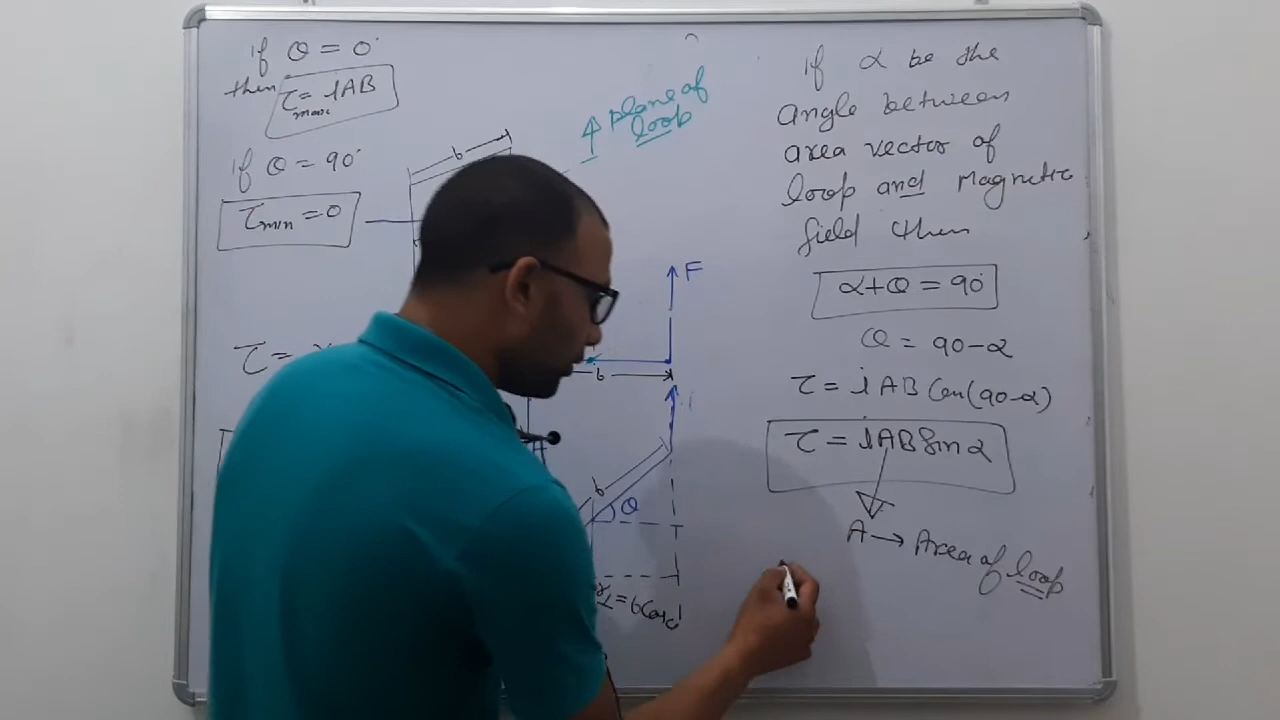 if θ = 0°
then τmax = iAB
if θ = 90°
τmin = 0
b
plane of
loop
F
τ =
b
b
θ
= bCosθ
if α be the
angle between
area vector of
loop and Magnetic
field then
α+θ = 90°
θ = 90-α
τ = iAB Cos(90-α)
τ = iAB Sin α
A → Area of loop